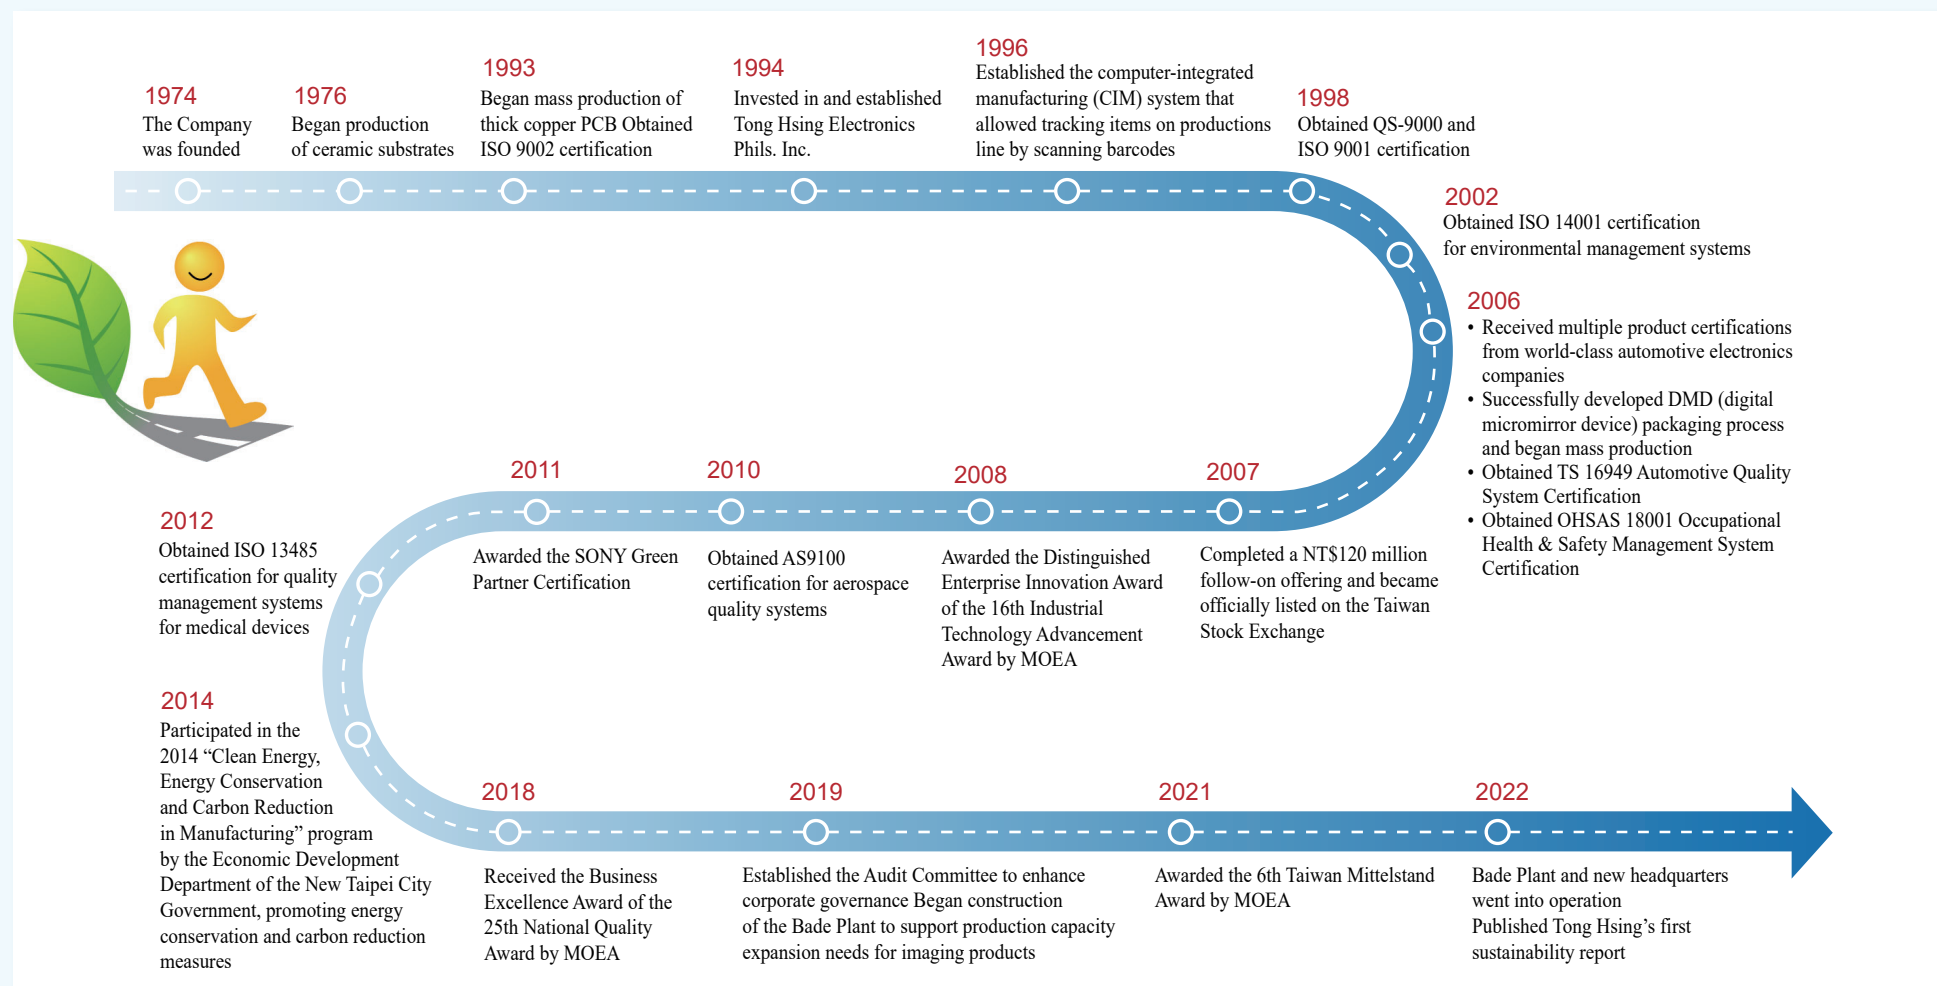 1974
The Company
was founded
1976
Began production
of ceramic substrates
1993
Began mass production of
thick copper PCB Obtained
ISO 9002 certification
1994
Invested in and established
Tong Hsing Electronics
Phils. Inc.
1996
Established the computer-integrated
manufacturing (CIM) system that
allowed tracking items on productions
line by scanning barcodes
1998
Obtained QS-9000 and
ISO 9001 certification
2002
Obtained ISO 14001 certification
for environmental management systems
2006
• Received multiple product certifications
from world-class automotive electronics
companies
• Successfully developed DMD (digital
micromirror device) packaging process
and began mass production
• Obtained TS 16949 Automotive Quality
System Certification
• Obtained OHSAS 18001 Occupational
Health & Safety Management System
Certification
2007
Completed a NT$120 million
follow-on offering and became
officially listed on the Taiwan
Stock Exchange
2008
Awarded the Distinguished
Enterprise Innovation Award
of the 16th Industrial
Technology Advancement
Award by MOEA
2010
Obtained AS9100
certification for aerospace
quality systems
2011
Awarded the SONY Green
Partner Certification
2012
Obtained ISO 13485
certification for quality
management systems
for medical devices
2014
Participated in the
2014 “Clean Energy,
Energy Conservation
and Carbon Reduction
in Manufacturing” program
by the Economic Development
Department of the New Taipei City
Government, promoting energy
conservation and carbon reduction
measures
2018
Received the Business
Excellence Award of the
25th National Quality
Award by MOEA
2019
Established the Audit Committee to enhance
corporate governance Began construction
of the Bade Plant to support production capacity
expansion needs for imaging products
2021
Awarded the 6th Taiwan Mittelstand
Award by MOEA
2022
Bade Plant and new headquarters
went into operation
Published Tong Hsing’s first
sustainability report